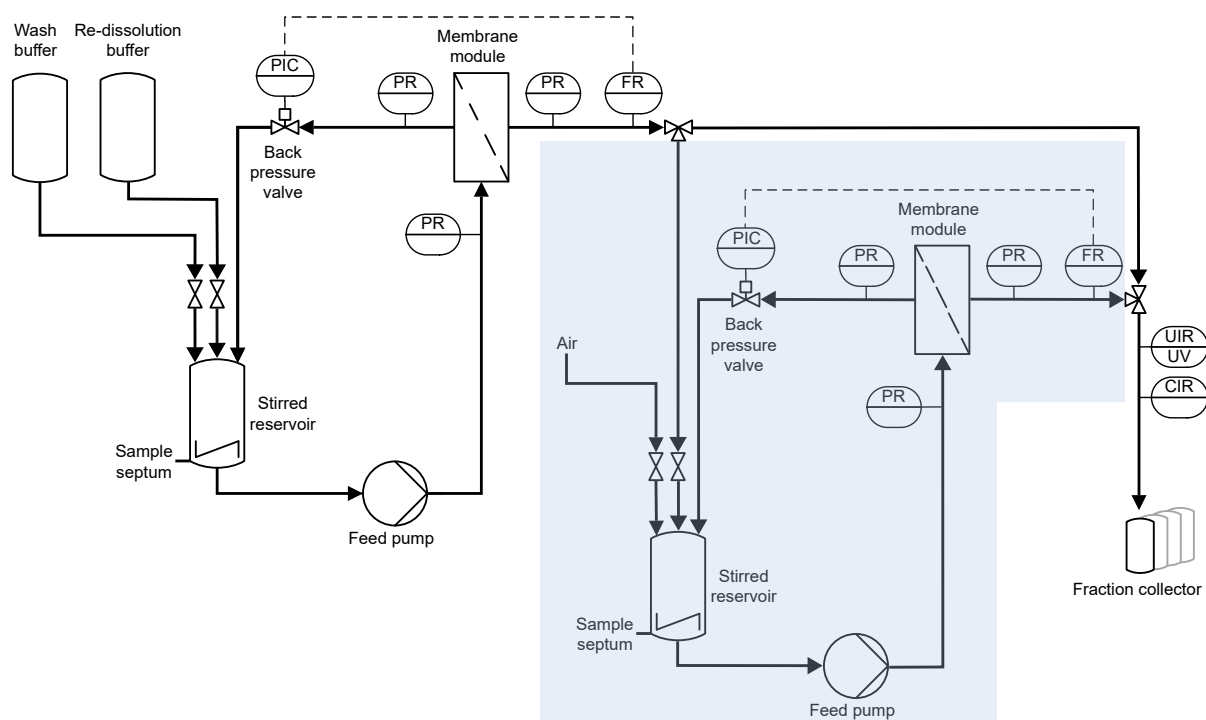 Wash
buffer
Re-dissolution
buffer
PIC
PR
Membrane
module
PR
FR
Back
pressure
valve
PR
Stirred
reservoir
Sample
septum
Feed pump
Membrane
module
PIC
PR
PR
FR
Back
pressure
valve
Air
PR
UIR
UV
CIR
Stirred
reservoir
Sample
septum
Feed pump
Fraction collector